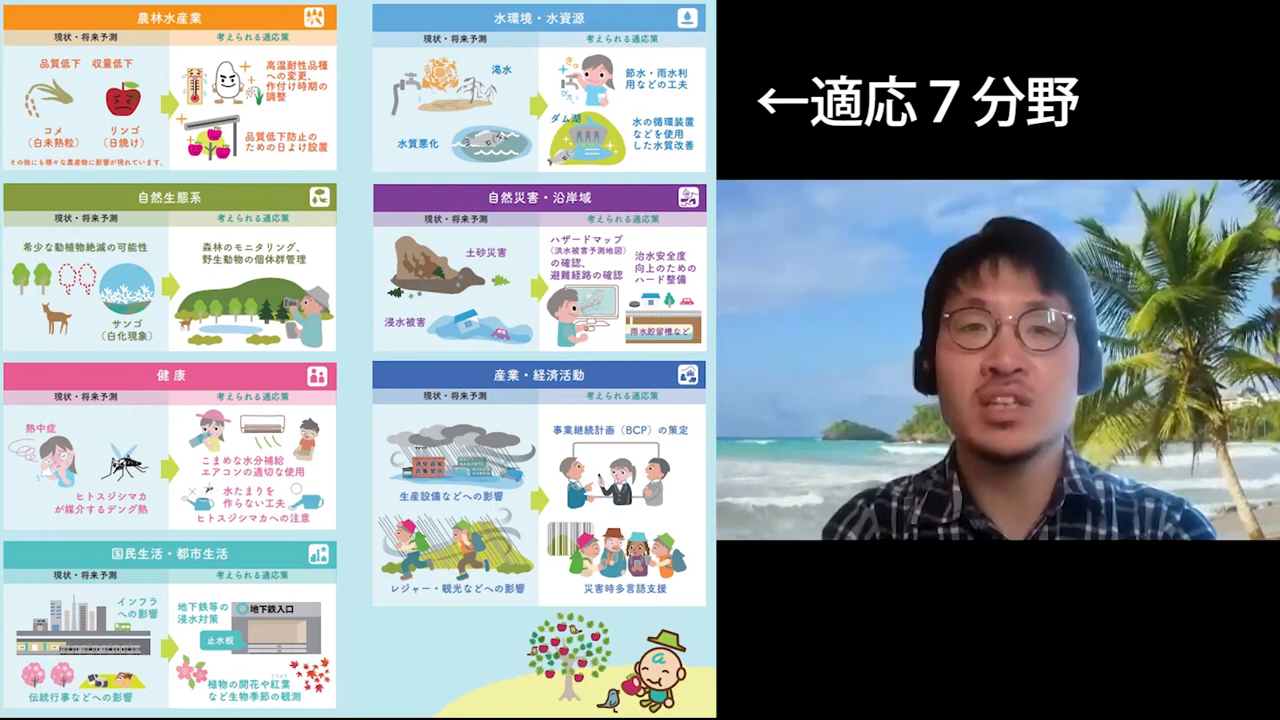 農林水産業
現状・将来予測
考えられる適応策
品質低下 収量低下
コメ
（白未熟粒）
リンゴ
（日焼け）
高温耐性品種
への変更、
作付け時期の
調整
品質低下防止の
ための日よけ設置
その他にも様々な農産物に影響が現れています。
水環境・水資源
現状・将来予測
考えられる適応策
渇水
水質悪化
きゅっ
節水・雨水利
用などの工夫
ダム湖
水の循環装置
などを使用
した水質改善
自然生態系
現状・将来予測
考えられる適応策
希少な動植物絶滅の可能性
サンゴ
（白化現象）
森林のモニタリング、
野生動物の個体群管理
自然災害・沿岸域
現状・将来予測
考えられる適応策
土砂災害
浸水被害
ハザードマップ
（洪水被害予測地図）
の確認、
避難経路の確認
治水安全度
向上のための
ハード整備
雨水貯留槽など
健康
現状・将来予測
考えられる適応策
熱中症
ヒトスジシマカ
が媒介するデング熱
こまめな水分補給
エアコンの適切な使用
水たまりを
作らない工夫
ヒトスジシマカへの注意
産業・経済活動
現状・将来予測
考えられる適応策
生産設備などへの影響
レジャー・観光などへの影響
事業継続計画（BCP）の策定
災害時多言語支援
国民生活・都市生活
現状・将来予測
考えられる適応策
インフラ
への影響
伝統行事などへの影響
地下鉄等の
浸水対策
地下鉄入口
止水板
植物の開花や紅葉
など生物季節の観測
←適応７分野